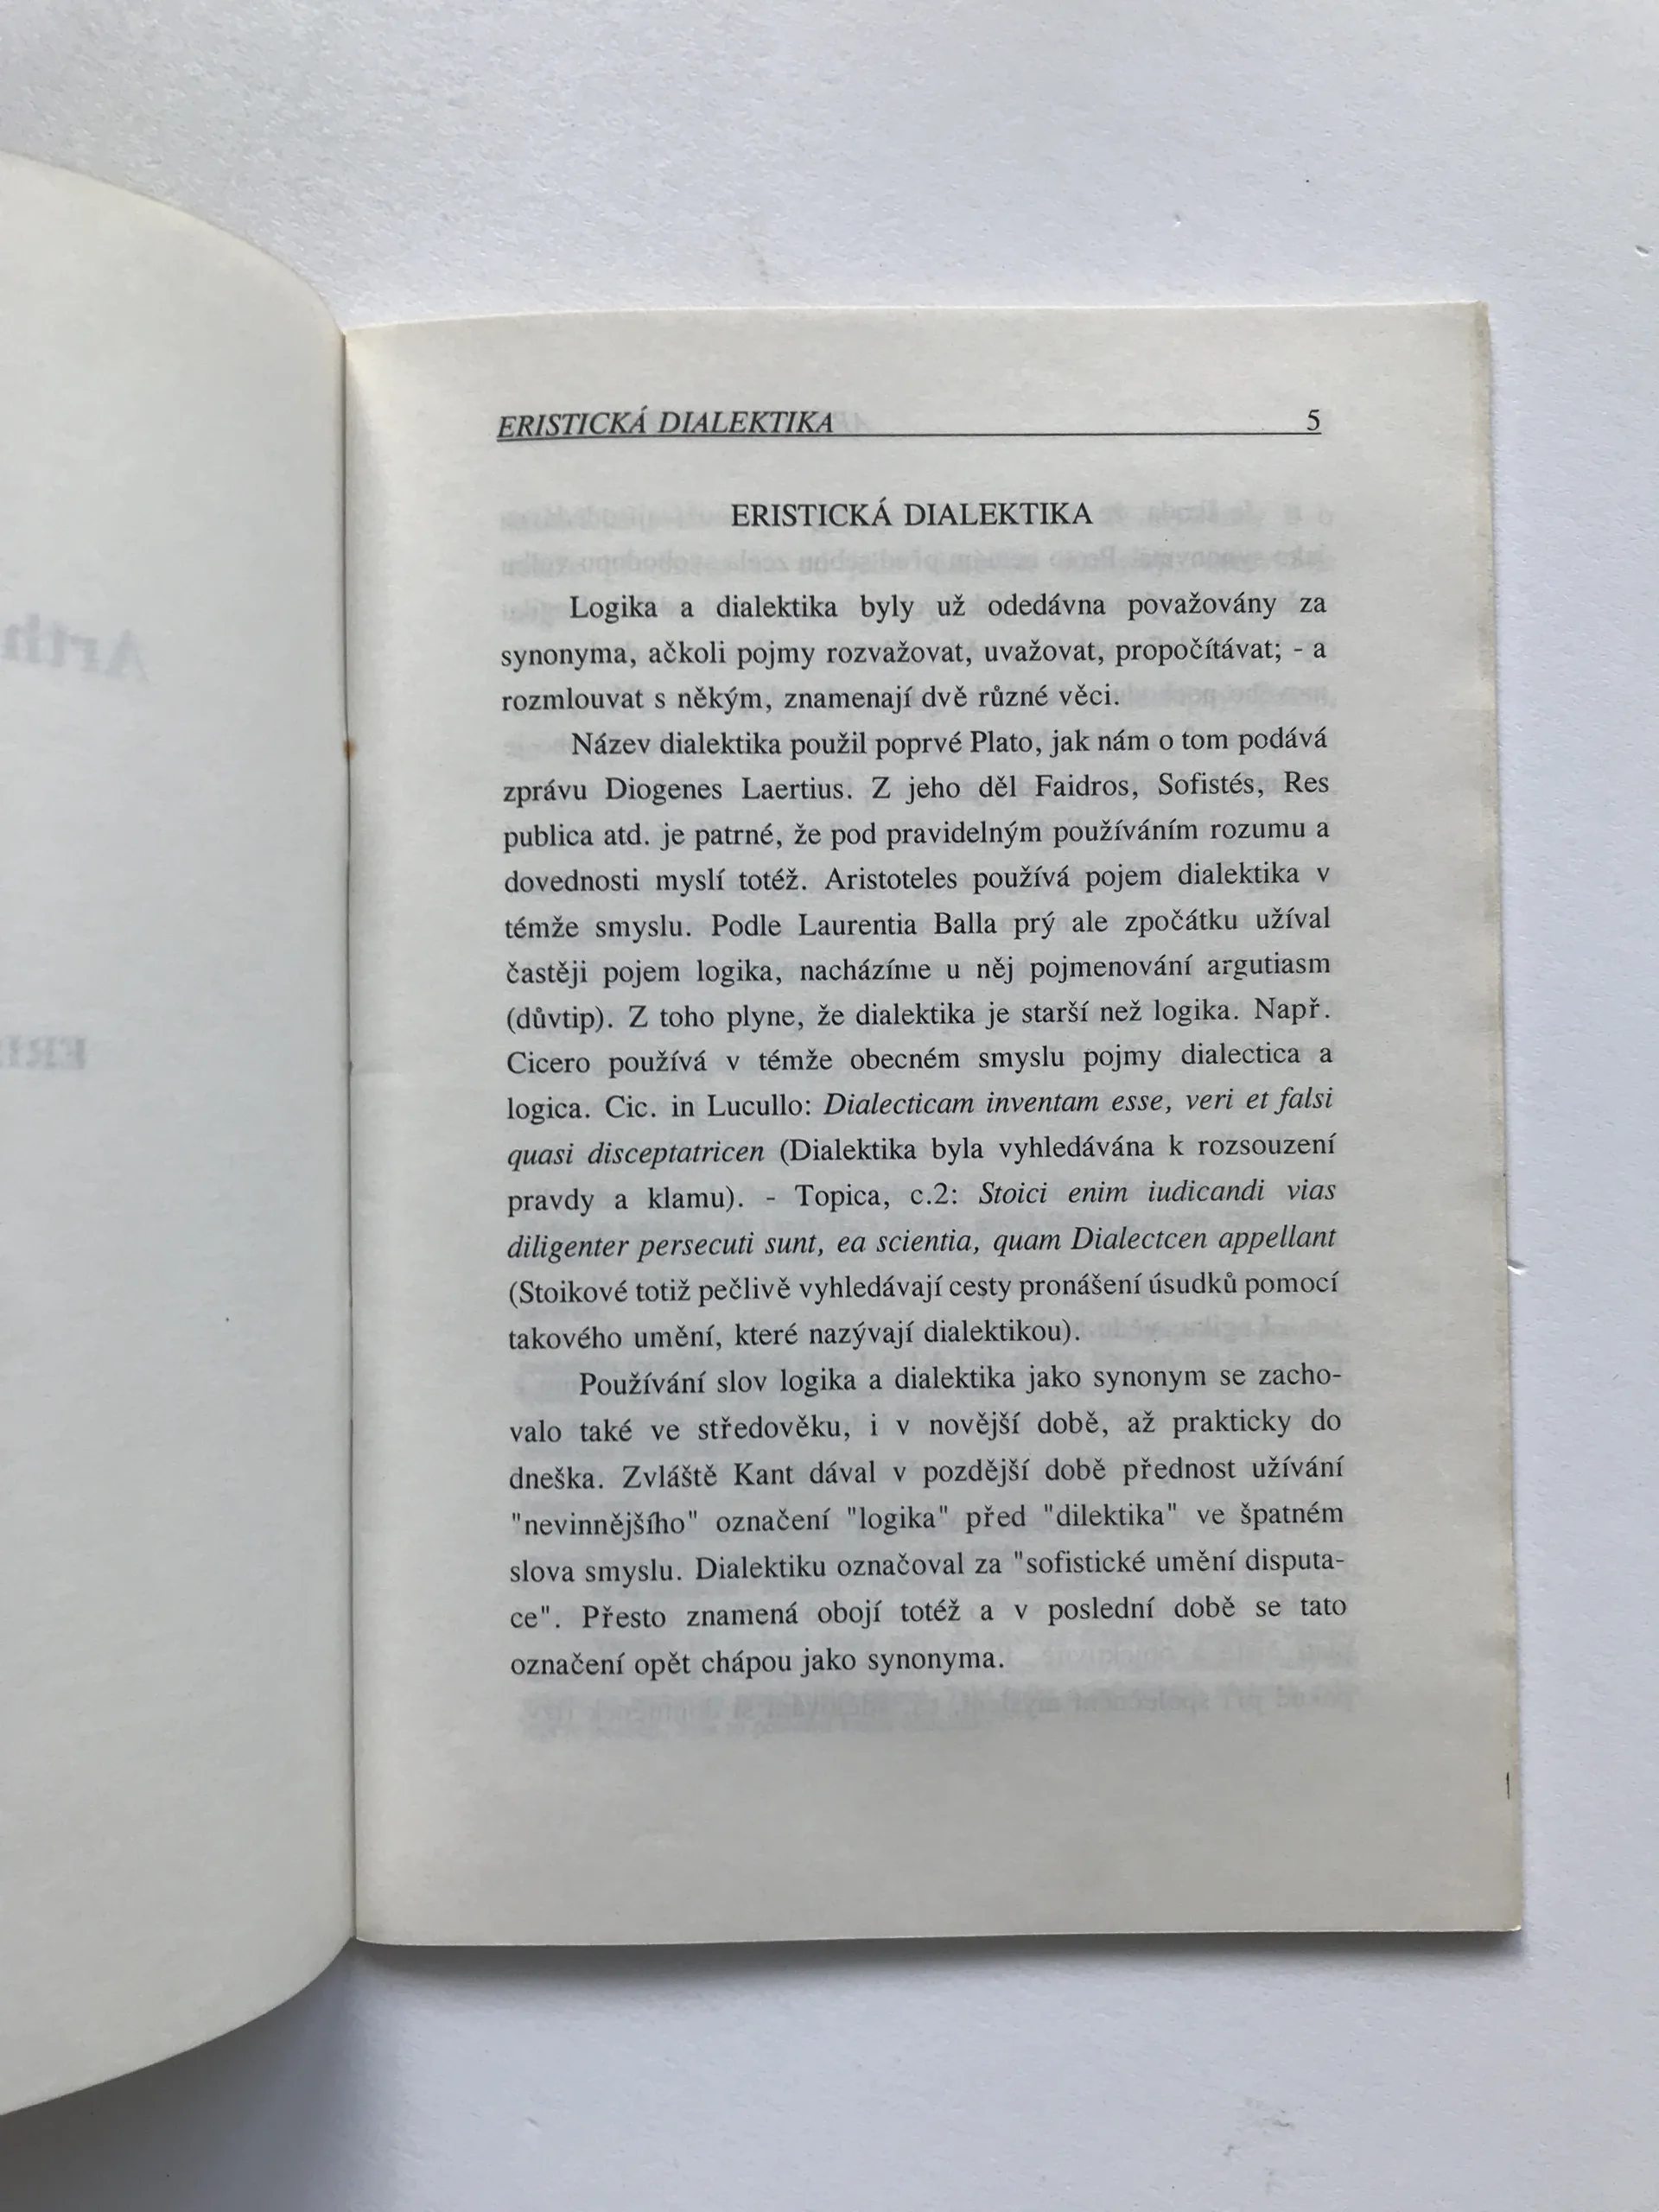 ERISTICKÁ DIALEKTIKA 5
ERISTICKÁ DIALEKTIKA
Logika a dialektika byly už odedávna považovány za
synonyma, ačkoli pojmy rozvažovat, uvažovat, propočítávat; - a
rozmlouvat s někým, znamenají dvě různé věci.
Název dialektika použil poprvé Plato, jak nám o tom podává
zprávu Diogenes Laertius. Z jeho děl Faidros, Sofistés, Res
publica atd. je patrné, že pod pravidelným používáním rozumu a
dovednosti myslí totéž. Aristoteles používá pojem dialektika v
témže smyslu. Podle Laurentia Balla prý ale zpočátku užíval
častěji pojem logika, nacházíme u něj pojmenování argutiasm
(důvtip). Z toho plyne, že dialektika je starší než logika. Např.
Cicero používá v témže obecném smyslu pojmy dialectica a
logica. Cic. in Lucullo: Dialecticam inventam esse, veri et falsi
quasi disceptatricen (Dialektika byla vyhledávána k rozsouzení
pravdy a klamu). - Topica, c.2: Stoici enim iudicandi vias
diligenter persecuti sunt, ea scientia, quam Dialectcen appellant
(Stoikové totiž pečlivě vyhledávají cesty pronášení úsudků pomocí
takového umění, které nazývají dialektikou).
Používání slov logika a dialektika jako synonym se zacho-
valo také ve středověku, i v novější době, až prakticky do
dneška. Zvláště Kant dával v pozdější době přednost užívání
"nevinnějšího" označení "logika" před "dilektika" ve špatném
slova smyslu. Dialektiku označoval za "sofistické umění disputa-
ce". Přesto znamená obojí totéž a v poslední době se tato
označení opět chápou jako synonyma.